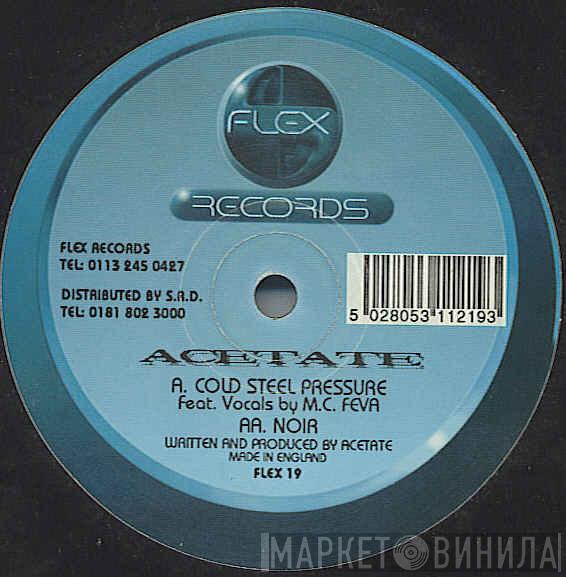 FLEX
RECORDS
FLEX RECORDS
TEL: 0113 245 0427
DISTRIBUTED BY S.R.D.
TEL: 0181 802 3000
5 028053 112193
ACETATE
A. COLD STEEL PRESSURE
Feat. Vocals by M.C. FEVA
AA. NOIR
WRITTEN AND PRODUCED BY ACETATE
MADE IN ENGLAND
FLEX 19
МАРКЕТ ВИНИЛА